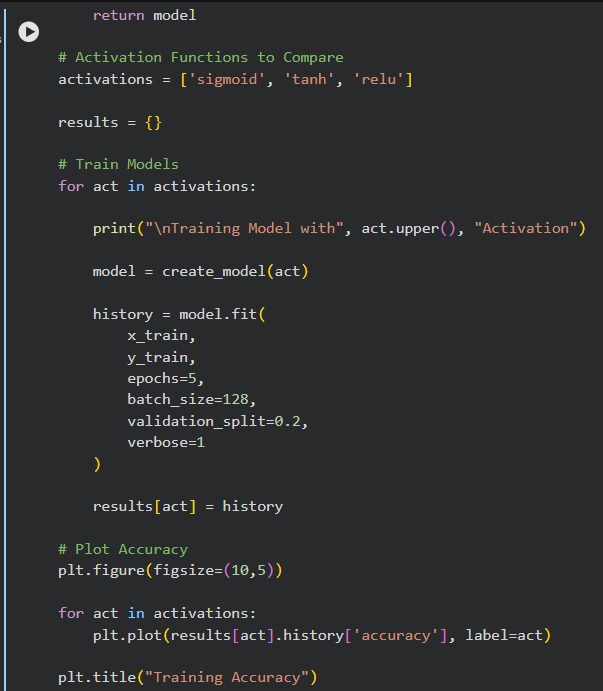 return model
# Activation Functions to Compare
activations = ['sigmoid', 'tanh', 'relu']
results = {}
# Train Models
for act in activations:
print("\nTraining Model with", act.upper(), "Activation")
model = create_model(act)
history = model.fit(
x_train,
y_train,
epochs=5,
batch_size=128,
validation_split=0.2,
verbose=1
)
results[act] = history
# Plot Accuracy
plt.figure(figsize=(10,5))
for act in activations:
plt.plot(results[act].history['accuracy'], label=act)
plt.title("Training Accuracy")